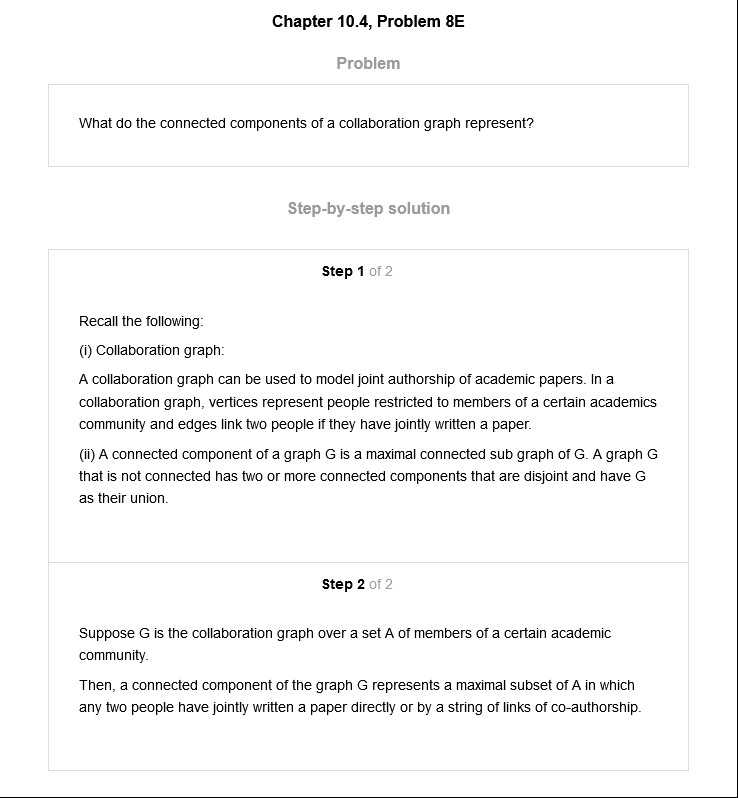 Chapter 10.4, Problem 8E
Problem
What do the connected components of a collaboration graph represent?
Step-by-step solution
Step 1 of 2
Recall the following:
(i) Collaboration graph:
A collaboration graph can be used to model joint authorship of academic papers. In a
collaboration graph, vertices represent people restricted to members of a certain academics
community and edges link two people if they have jointly written a paper.
(ii) A connected component of a graph G is a maximal connected sub graph of G. A graph G
that is not connected has two or more connected components that are disjoint and have G
as their union.
Step 2 of 2
Suppose G is the collaboration graph over a set A of members of a certain academic
community.
Then, a connected component of the graph G represents a maximal subset of A in which
any two people have jointly written a paper directly or by a string of links of co-authorship.